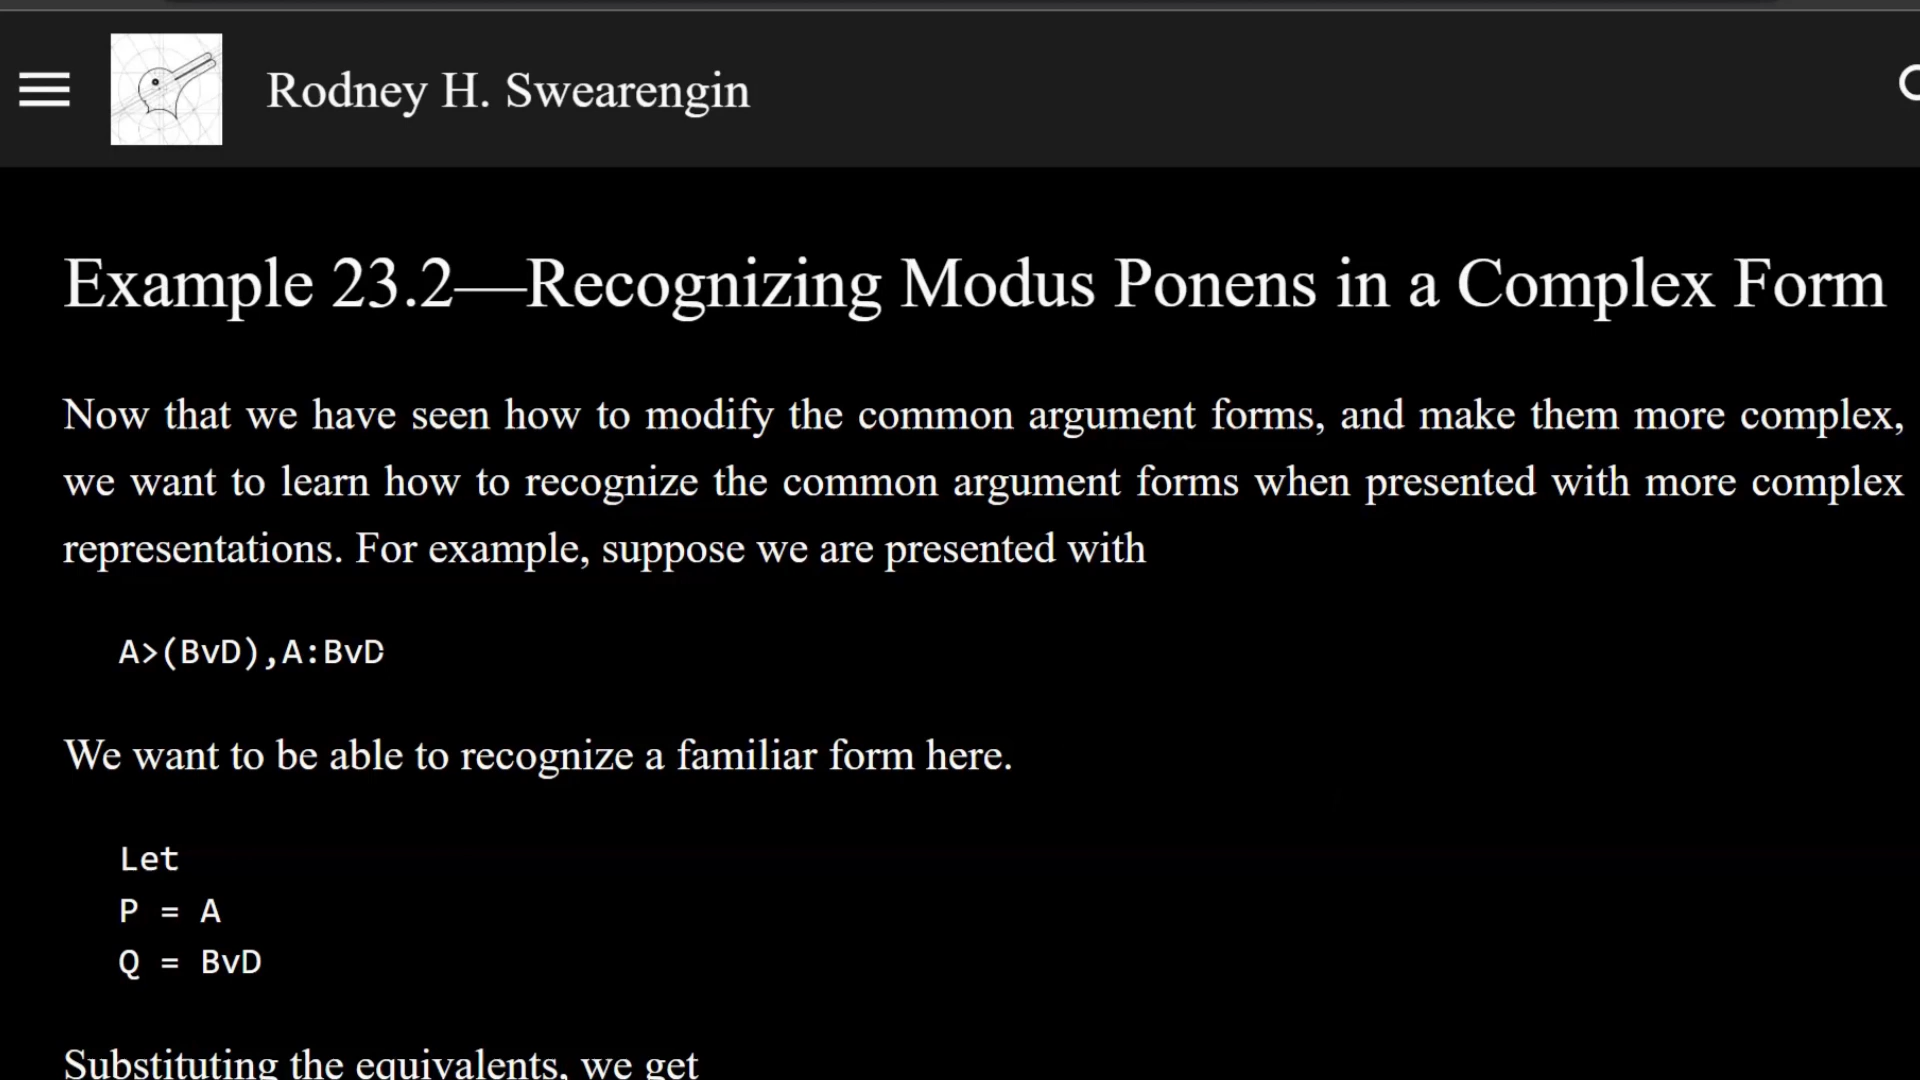 Rodney H. Swearengin
Example 23.2—Recognizing Modus Ponens in a Complex Form
Now that we have seen how to modify the common argument forms, and make them more complex,
we want to learn how to recognize the common argument forms when presented with more complex
representations. For example, suppose we are presented with
A>(BvD),A:BvD
We want to be able to recognize a familiar form here.
Let
P = A
Q = BvD
Substituting the equivalents, we get